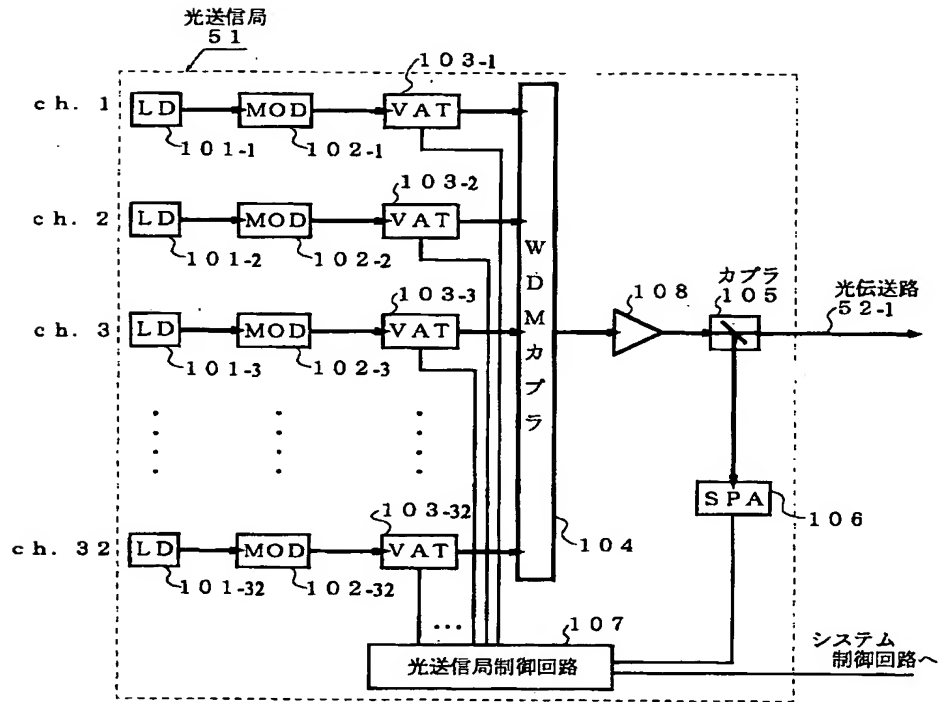 光送信局
51
103-1
ch. 1 LD MOD VAT
101-1 102-1
103-2
ch. 2 LD MOD VAT
101-2 102-2
103-3
ch. 3 LD MOD VAT
101-3 102-3
WDMカプラ
108
カプラ
105
光伝送路
52-1
SPA
106
103-32
ch. 32 LD MOD VAT
101-32 102-32
104
107
光送信局制御回路
システム
制御回路へ